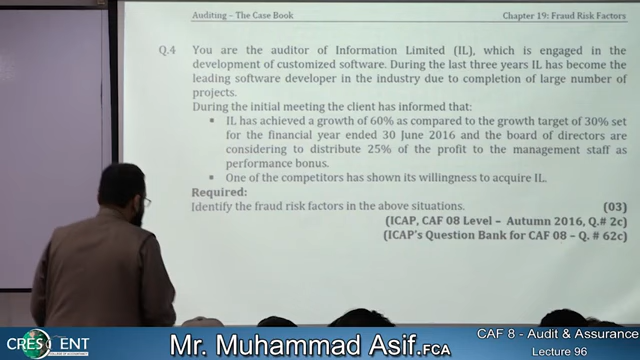 Auditing – The Case Book
Chapter 19: Fraud Risk Factors
Q.4 You are the auditor of Information Limited (IL), which is engaged in the
development of customized software. During the last three years IL has become the
leading software developer in the industry due to completion of large number of
projects.
During the initial meeting the client has informed that:
▪ IL has achieved a growth of 60% as compared to the growth target of 30% set
for the financial year ended 30 June 2016 and the board of directors are
considering to distribute 25% of the profit to the management staff as
performance bonus.
▪ One of the competitors has shown its willingness to acquire IL.
Required:
Identify the fraud risk factors in the above situations. (03)
(ICAP, CAF 08 Level – Autumn 2016, Q.# 2c)
(ICAP's Question Bank for CAF 08 – Q. # 62c)
CRESCENT
Mr. Muhammad Asif.FCA
CAF 8 - Audit & Assurance
Lecture 96